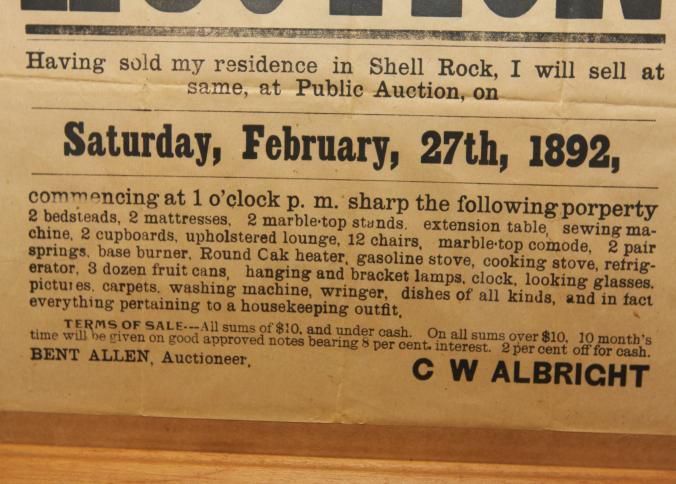 AUCTION
Having sold my residence in Shell Rock, I will sell at
same, at Public Auction, on
Saturday, February, 27th, 1892,
commencing at 1 o'clock p. m. sharp the following porperty
2 bedsteads, 2 mattresses, 2 marble-top stands. extension table, sewing ma-
chine, 2 cupboards, upholstered lounge, 12 chairs, marble-top comode, 2 pair
springs, base burner, Round Oak heater, gasoline stove, cooking stove, refrig-
erator, 3 dozen fruit cans, hanging and bracket lamps, clock, looking glasses.
pictures, carpets, washing machine, wringer, dishes of all kinds, and in fact
everything pertaining to a housekeeping outfit,
TERMS OF SALE---All sums of $10, and under cash. On all sums over $10, 10 month's
time will be given on good approved notes bearing 8 per cent. interest. 2 per cent off for cash.
BENT ALLEN, Auctioneer,
C W ALBRIGHT